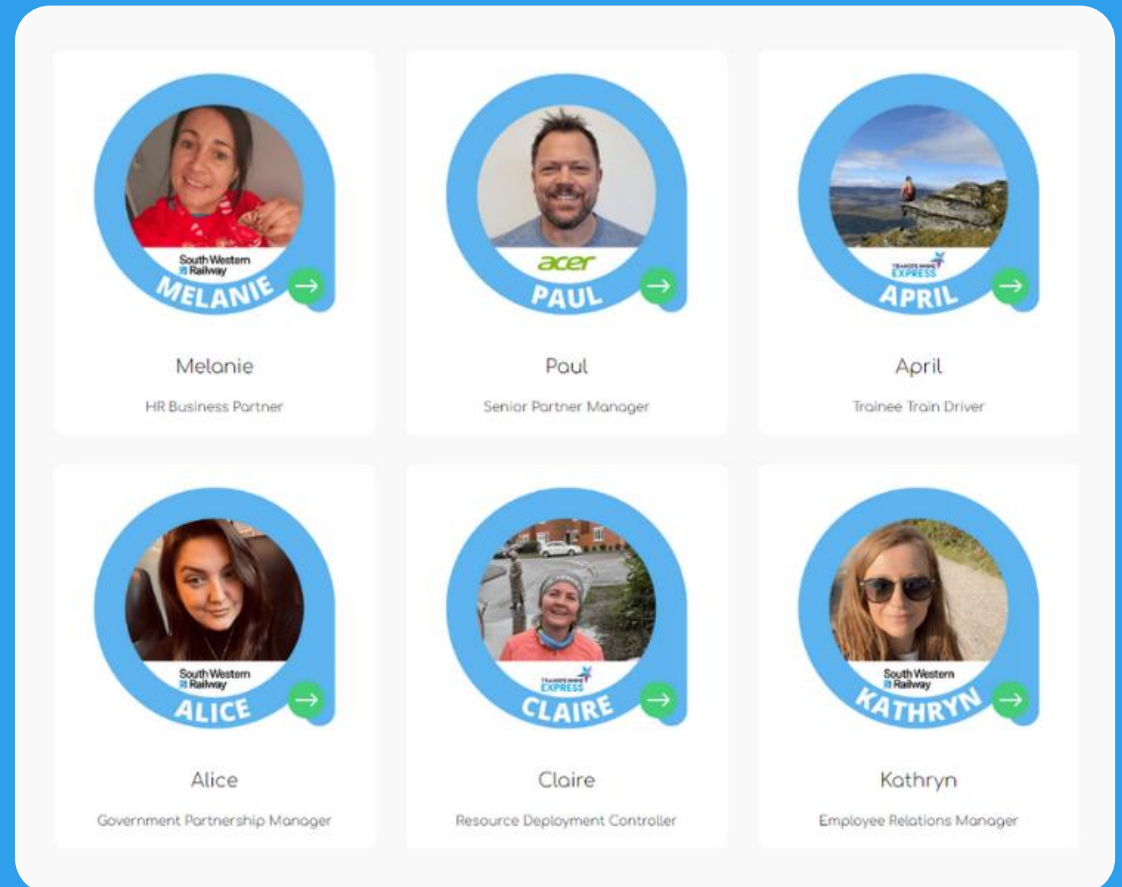 South Western
Railway
MELANIE
Melanie
HR Business Partner
acer
PAUL
Paul
Senior Partner Manager
TRANSPENNINE
EXPRESS
APRIL
April
Trainee Train Driver
South Western
Railway
ALICE
Alice
Government Partnership Manager
TRANSPENNINE
EXPRESS
CLAIRE
Claire
Resource Deployment Controller
South Western
Railway
KATHRYN
Kathryn
Employee Relations Manager